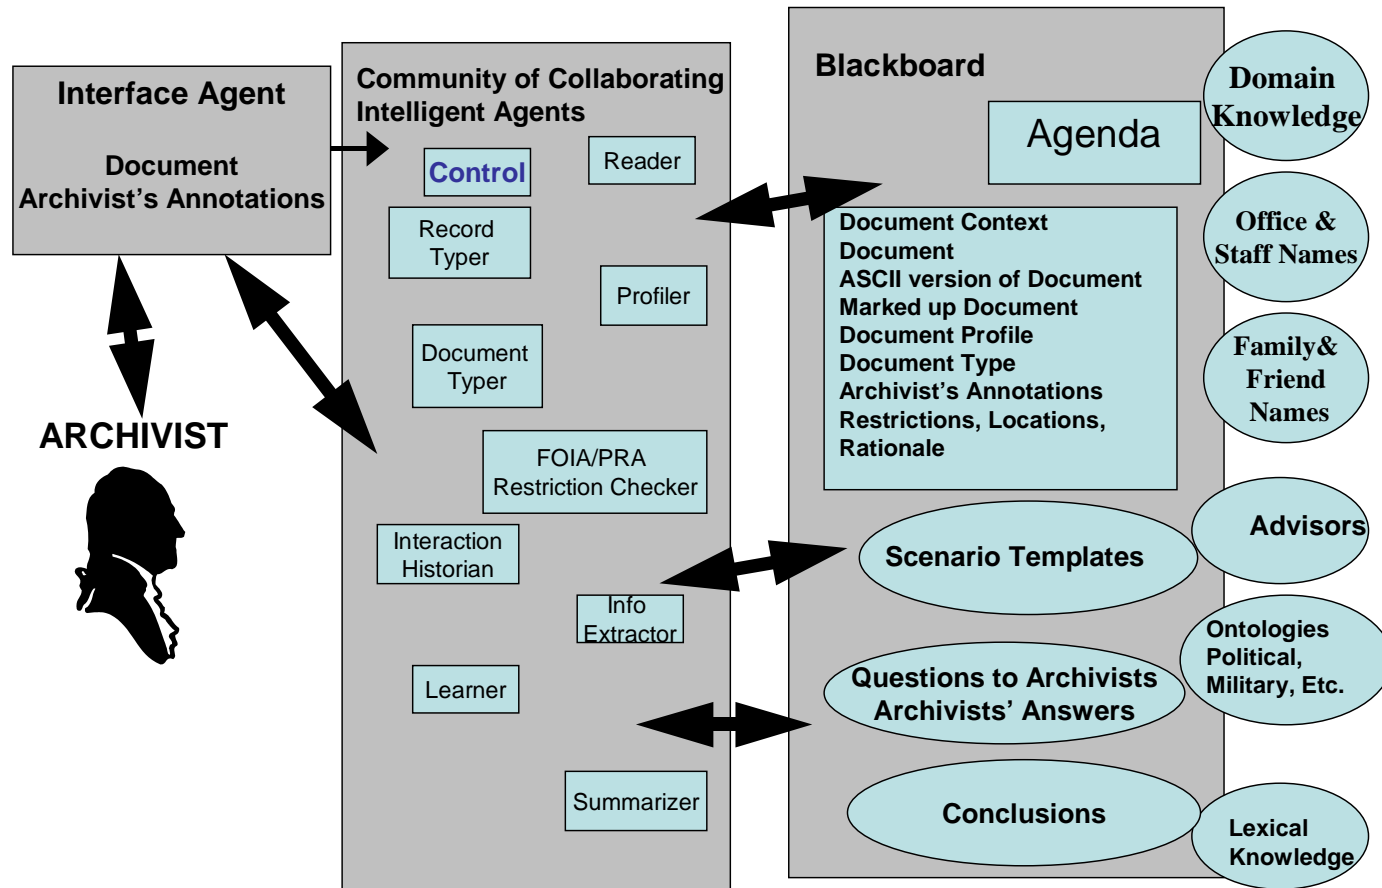 Interface Agent
Document
Archivist's Annotations
ARCHIVIST
Community of Collaborating
Intelligent Agents
Control
Reader
Record
Typer
Profiler
Document
Typer
FOIA/PRA
Restriction Checker
Interaction
Historian
Info
Extractor
Learner
Summarizer
Blackboard
Agenda
Document Context
Document
ASCII version of Document
Marked up Document
Document Profile
Document Type
Archivist's Annotations
Restrictions, Locations,
Rationale
Scenario Templates
Questions to Archivists
Archivists' Answers
Conclusions
Domain
Knowledge
Office &
Staff Names
Family&
Friend
Names
Advisors
Ontologies
Political,
Military, Etc.
Lexical
Knowledge